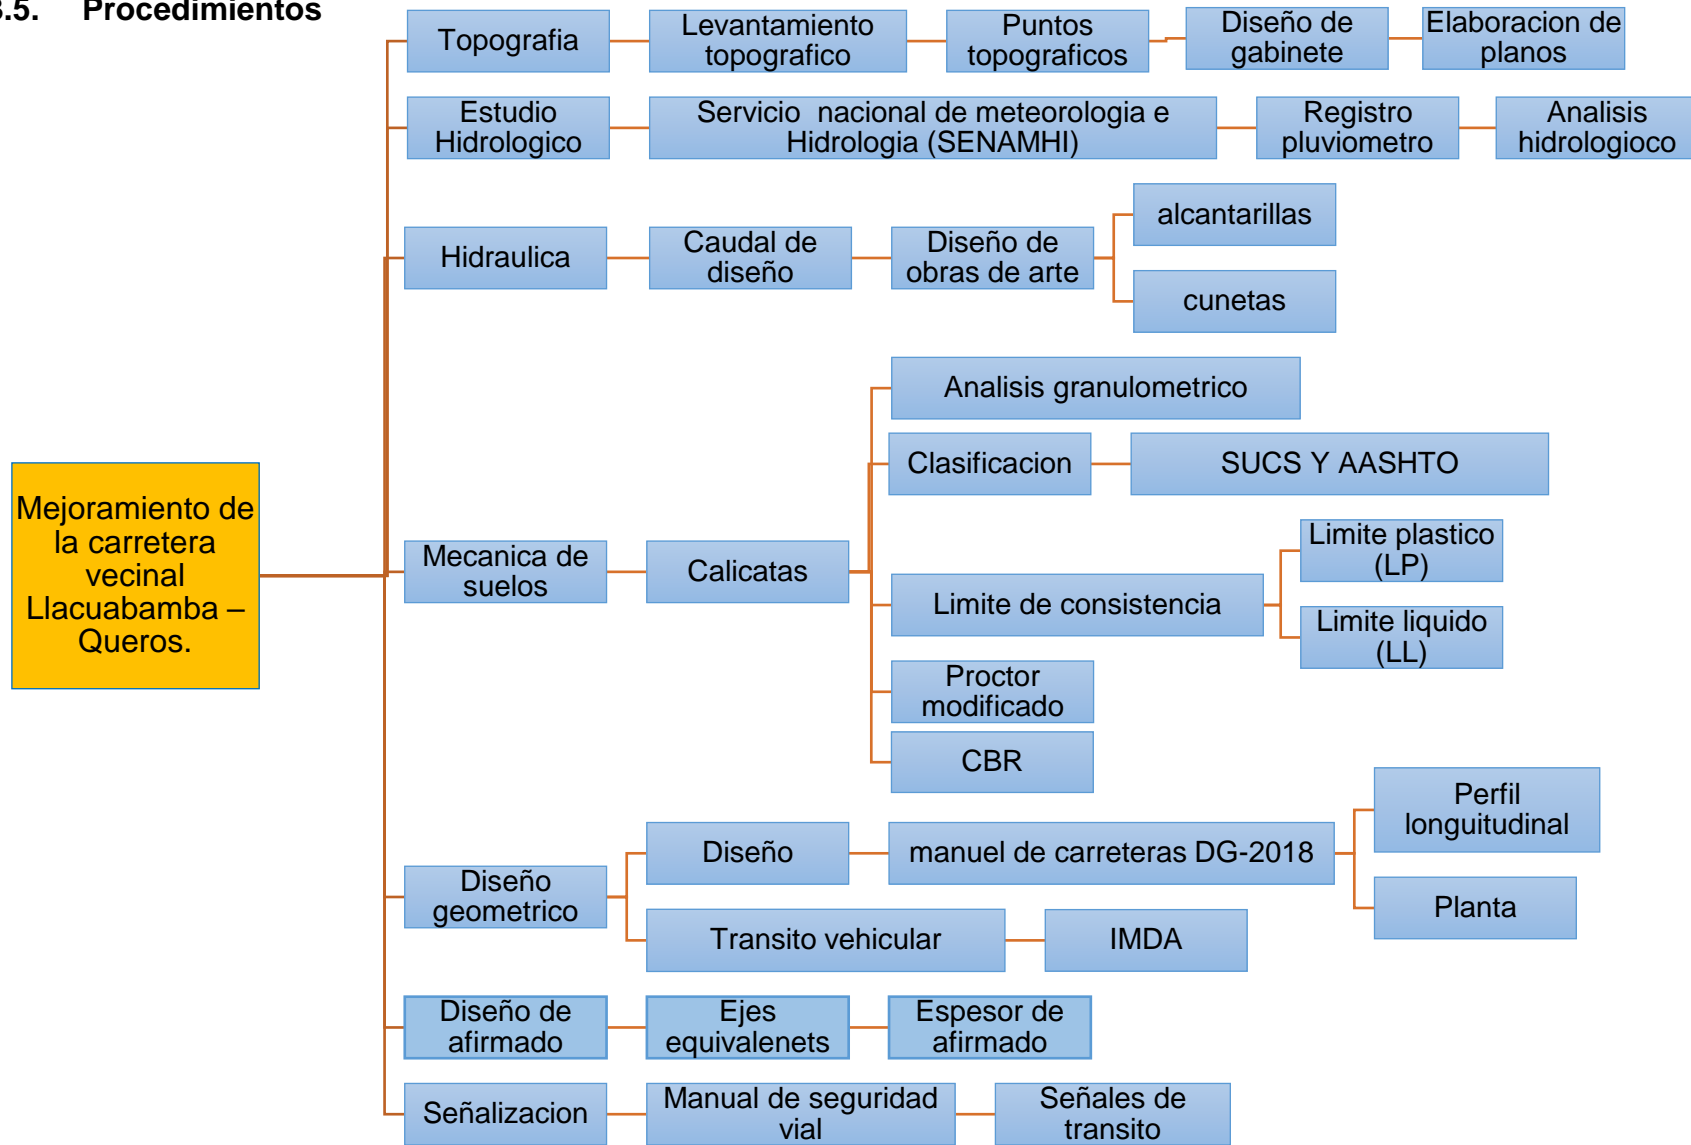 3.5. Procedimientos
Topografia
Levantamiento
topografico
Puntos
topograficos
Diseño de
gabinete
Elaboracion de
planos
Estudio
Hidrologico
Servicio nacional de meteorologia e
Hidrologia (SENAMHI)
Registro
pluviometro
Analisis
hidrologioco
Hidraulica
Caudal de
diseño
Diseño de
obras de arte
alcantarillas
cunetas
Mejoramiento de
la carretera
vecinal
Llacuabamba –
Queros.
Mecanica de
suelos
Calicatas
Analisis granulometrico
Clasificacion
SUCS Y AASHTO
Limite de consistencia
Limite plastico
(LP)
Limite liquido
(LL)
Proctor
modificado
CBR
Diseño
geometrico
Diseño
manuel de carreteras DG-2018
Perfil
longuitudinal
Planta
Transito vehicular
IMDA
Diseño de
afirmado
Ejes
equivalenets
Espesor de
afirmado
Señalizacion
Manual de seguridad
vial
Señales de
transito